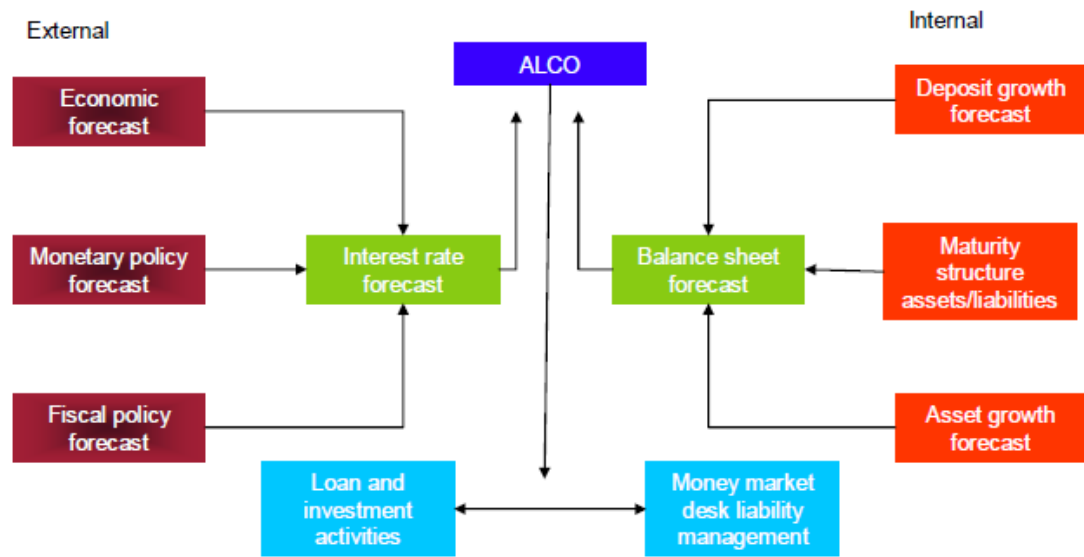 External
Internal
ALCO
Economic
forecast
Deposit growth
forecast
Monetary policy
forecast
Interest rate
forecast
Balance sheet
forecast
Maturity
structure
assets/liabilities
Fiscal policy
forecast
Asset growth
forecast
Loan and
investment
activities
Money market
desk liability
management